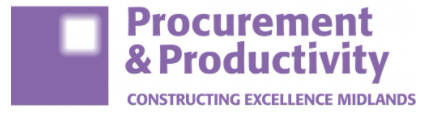 Procurement
& Productivity
CONSTRUCTING EXCELLENCE MIDLANDS